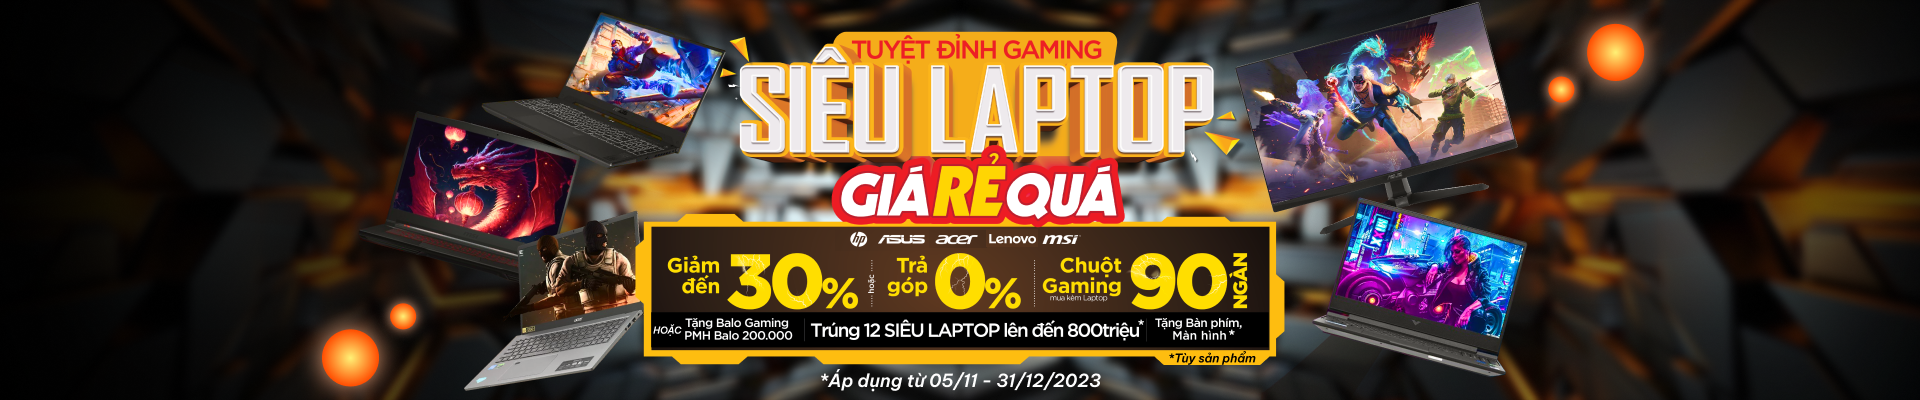 TUYỆT ĐỈNH GAMING
SIÊU LAPTOP
GIÁ RẺ QUÁ
hp ASUS acer Lenovo msi
Giảm đến 30%
hoặc
Trả góp 0%
Chuột Gaming
mua kèm Laptop
90 NGÀN
HOẶC
Tặng Balo Gaming
PMH Balo 200.000
Trúng 12 SIÊU LAPTOP lên đến 800triệu*
Tặng Bàn phím,
Màn hình*
*Tùy sản phẩm
*Áp dụng từ 05/11 - 31/12/2023